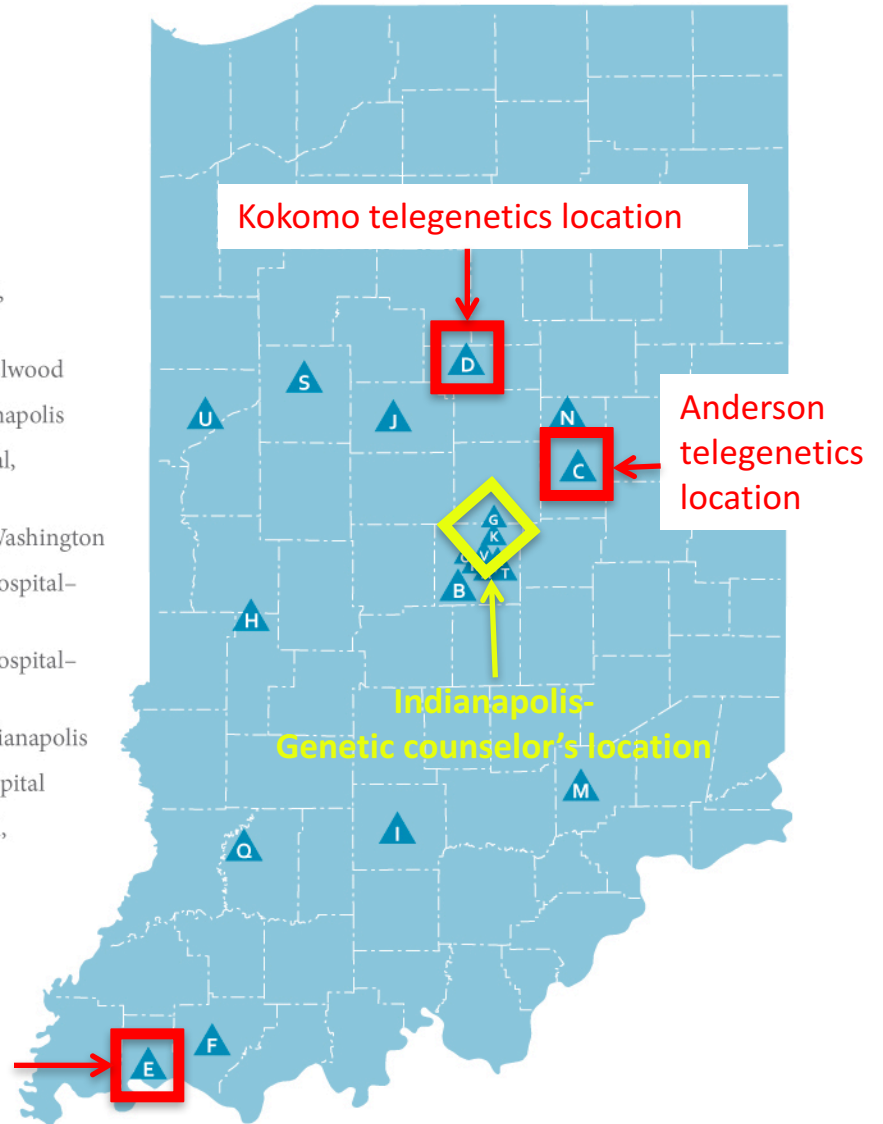 Kokomo telegenetics location
,
lwood
napolis
al,
Washington
ospital–
ospital–
ianapolis
pital
,
D
S
U
J
N
C
Anderson
telegenetics
location
G
K
V
T
B
H
Indianapolis-
Genetic counselor’s location
M
I
Q
F
E